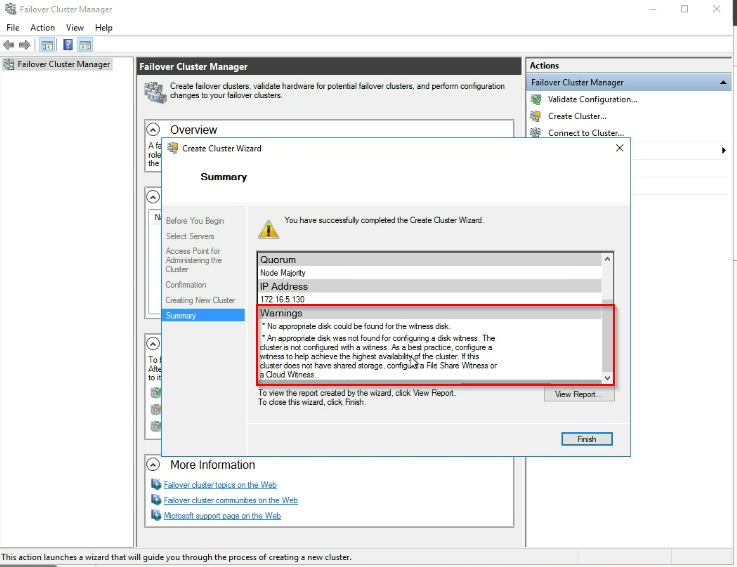 Failover Cluster Manager
File Action View Help
Failover Cluster Manager
Failover Cluster Manager
Create failover clusters, validate hardware for potential failover clusters, and perform configuration
changes to your failover clusters.
Overview
Actions
Failover Cluster Manager
Validate Configuration...
Create Cluster...
Connect to Cluster...
Create Cluster Wizard
Summary
Before You Begin
Select Servers
Access Point for
Administering the
Cluster
Confirmation
Creating New Cluster
Summary
You have successfully completed the Create Cluster Wizard.
Quorum
Node Majority
IP Address
172.16.5.130
Warnings
* No appropriate disk could be found for the witness disk.
* An appropriate disk was not found for configuring a disk witness. The
cluster is not configured with a witness. As a best practice, configure a
witness to help achieve the highest availability of the cluster. If this
cluster does not have shared storage, configure a File Share Witness or
a Cloud Witness.
To view the report created by the wizard, click View Report.
To close this wizard, click Finish.
View Report...
Finish
More Information
Failover cluster topics on the Web
Failover cluster communities on the Web
Microsoft support page on the Web
This action launches a wizard that will guide you through the process of creating a new cluster.